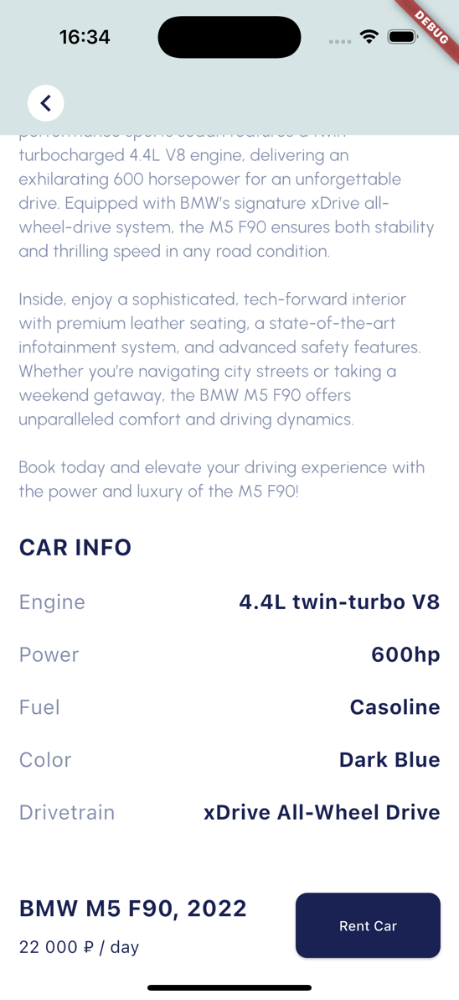 16:34
DEBUG
turbocharged 4.4L V8 engine, delivering an
exhilarating 600 horsepower for an unforgettable
drive. Equipped with BMW's signature xDrive all-
wheel-drive system, the M5 F90 ensures both stability
and thrilling speed in any road condition.
Inside, enjoy a sophisticated, tech-forward interior
with premium leather seating, a state-of-the-art
infotainment system, and advanced safety features.
Whether you're navigating city streets or taking a
weekend getaway, the BMW M5 F90 offers
unparalleled comfort and driving dynamics.
Book today and elevate your driving experience with
the power and luxury of the M5 F90!
CAR INFO
Engine 4.4L twin-turbo V8
Power 600hp
Fuel Casoline
Color Dark Blue
Drivetrain xDrive All-Wheel Drive
BMW M5 F90, 2022
22 000 ₽ / day
Rent Car